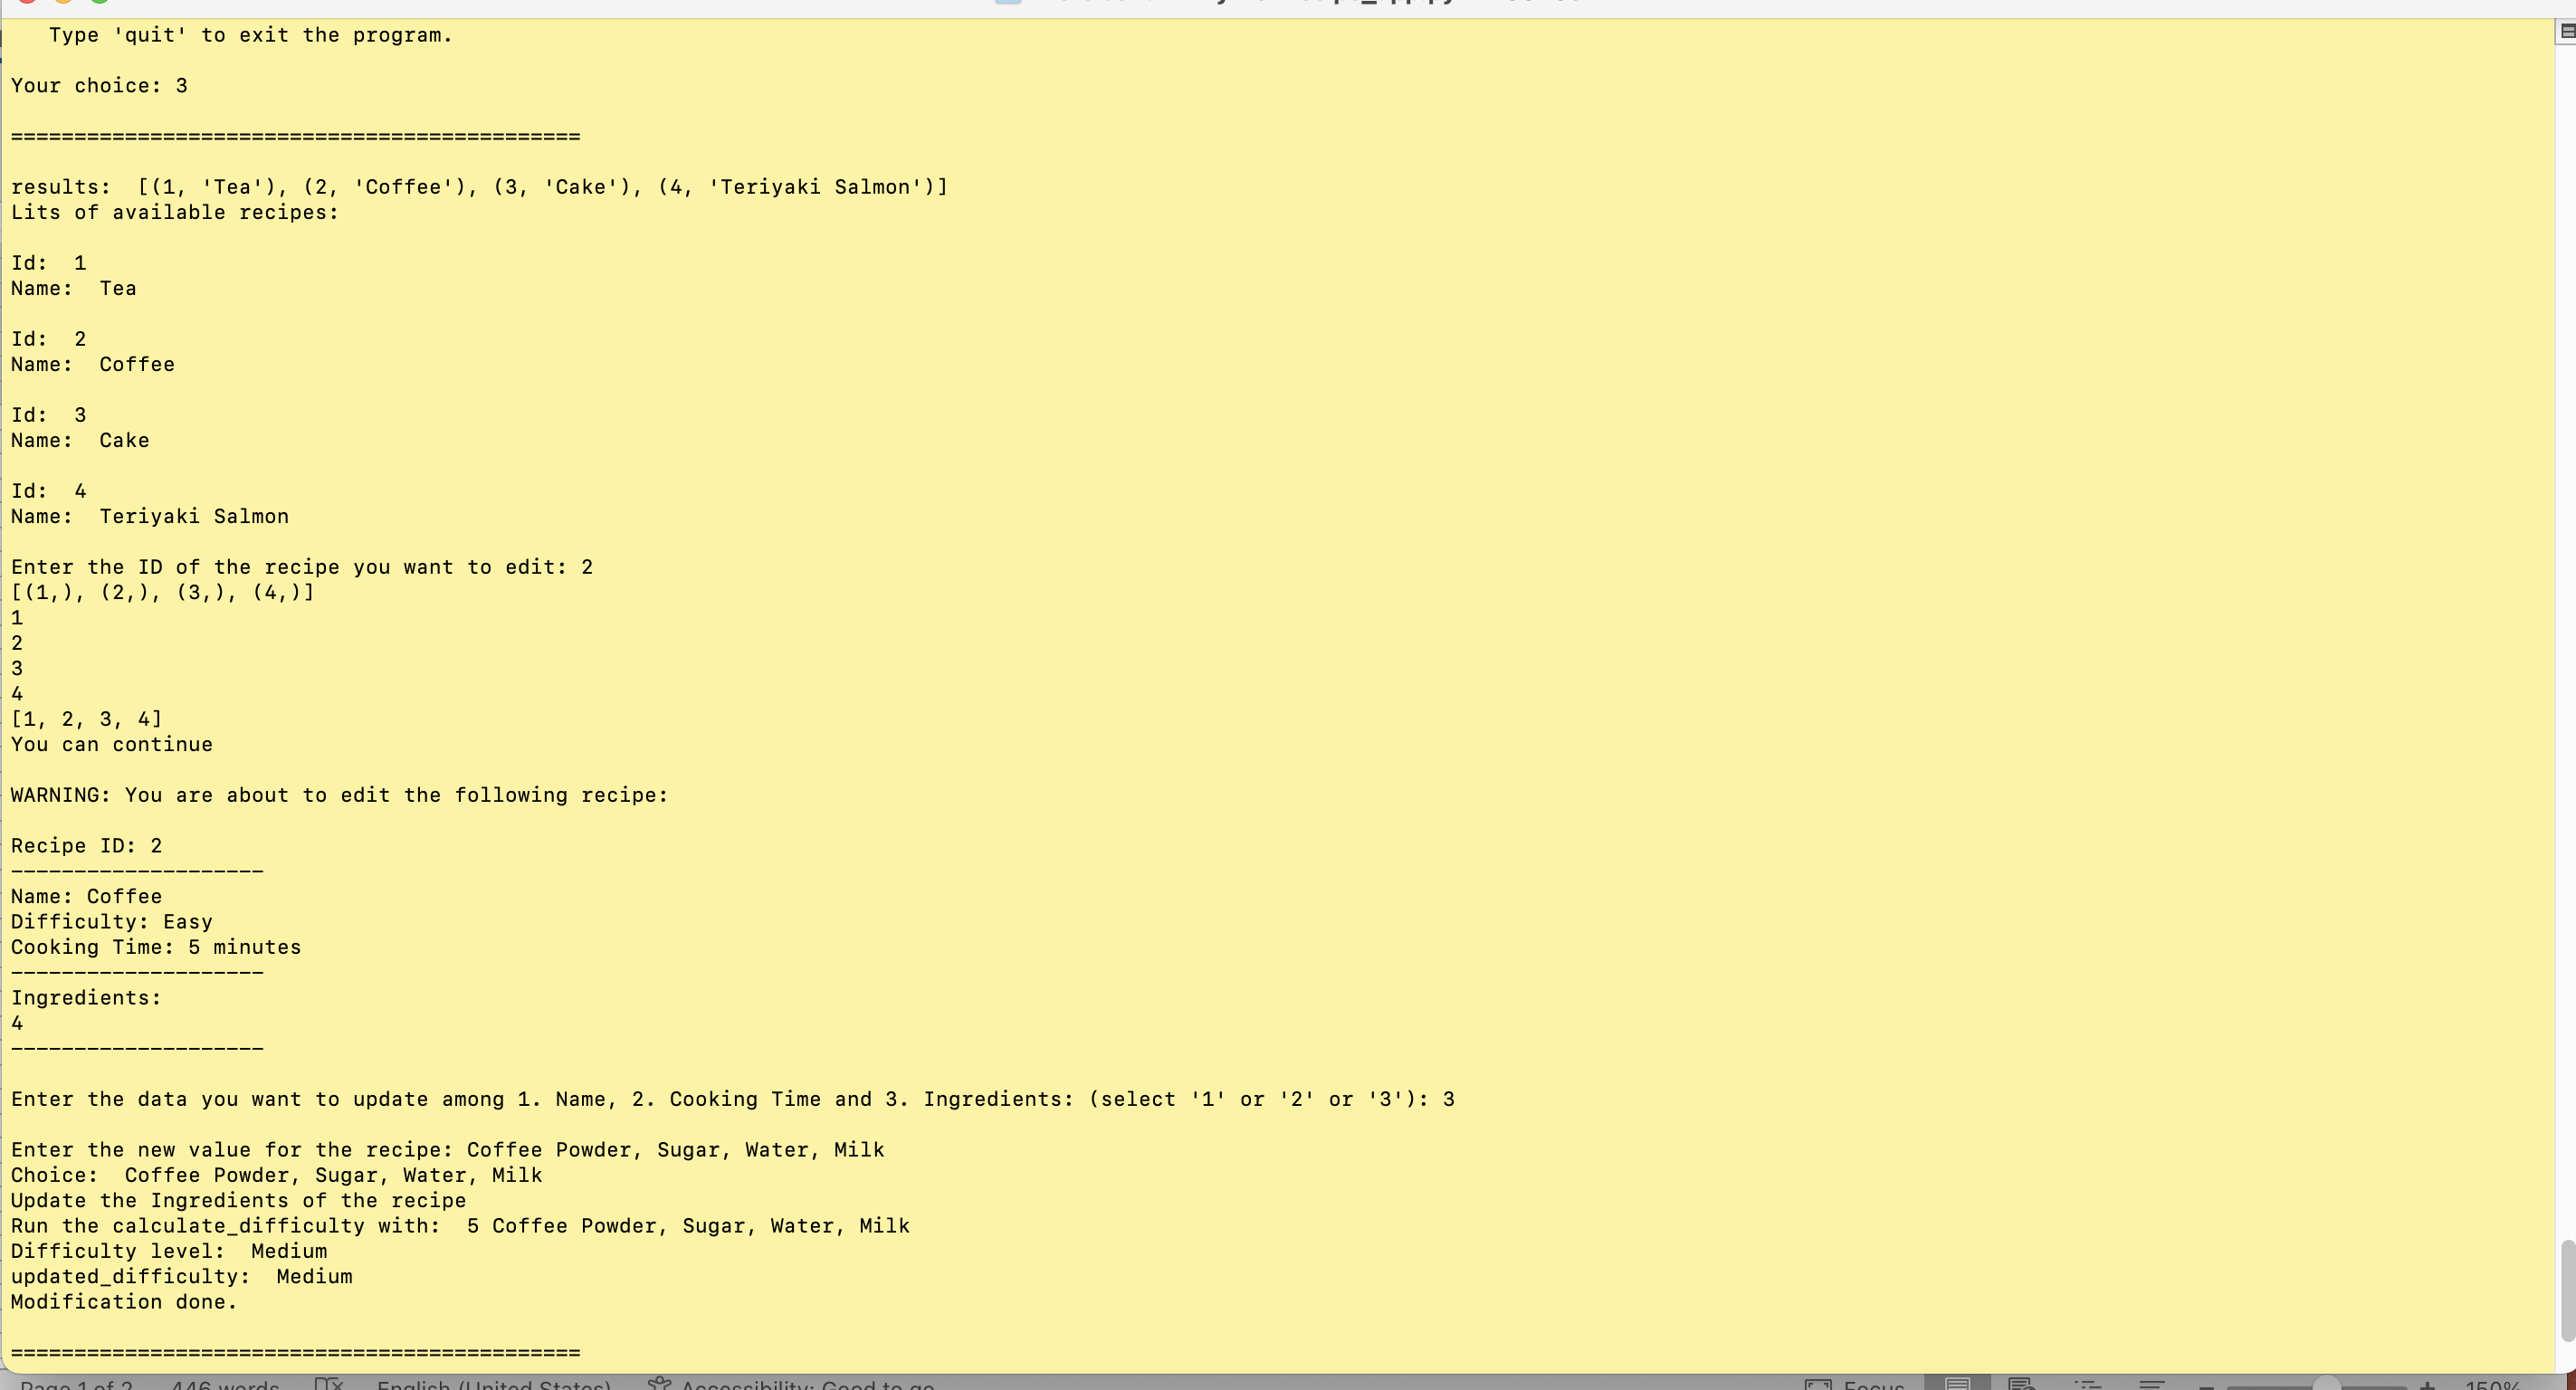 Type 'quit' to exit the program.
Your choice: 3
=============================================
results:  [(1, 'Tea'), (2, 'Coffee'), (3, 'Cake'), (4, 'Teriyaki Salmon')]
Lits of available recipes:
Id:  1
Name:  Tea
Id:  2
Name:  Coffee
Id:  3
Name:  Cake
Id:  4
Name:  Teriyaki Salmon
Enter the ID of the recipe you want to edit: 2
[(1,), (2,), (3,), (4,)]
1
2
3
4
[1, 2, 3, 4]
You can continue
WARNING: You are about to edit the following recipe:
Recipe ID: 2
--------------------
Name: Coffee
Difficulty: Easy
Cooking Time: 5 minutes
--------------------
Ingredients:
4
--------------------
Enter the data you want to update among 1. Name, 2. Cooking Time and 3. Ingredients: (select '1' or '2' or '3'): 3
Enter the new value for the recipe: Coffee Powder, Sugar, Water, Milk
Choice:  Coffee Powder, Sugar, Water, Milk
Update the Ingredients of the recipe
Run the calculate_difficulty with:  5 Coffee Powder, Sugar, Water, Milk
Difficulty level:  Medium
updated_difficulty:  Medium
Modification done.
=============================================
Page 1 of 2 446 words English (United States) Accessibility: Good to go Focus 150%